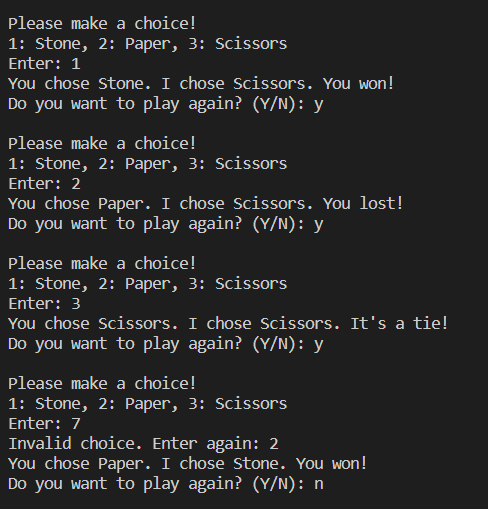 Please make a choice!
1: Stone, 2: Paper, 3: Scissors
Enter: 1
You chose Stone. I chose Scissors. You won!
Do you want to play again? (Y/N): y
Please make a choice!
1: Stone, 2: Paper, 3: Scissors
Enter: 2
You chose Paper. I chose Scissors. You lost!
Do you want to play again? (Y/N): y
Please make a choice!
1: Stone, 2: Paper, 3: Scissors
Enter: 3
You chose Scissors. I chose Scissors. It's a tie!
Do you want to play again? (Y/N): y
Please make a choice!
1: Stone, 2: Paper, 3: Scissors
Enter: 7
Invalid choice. Enter again: 2
You chose Paper. I chose Stone. You won!
Do you want to play again? (Y/N): n